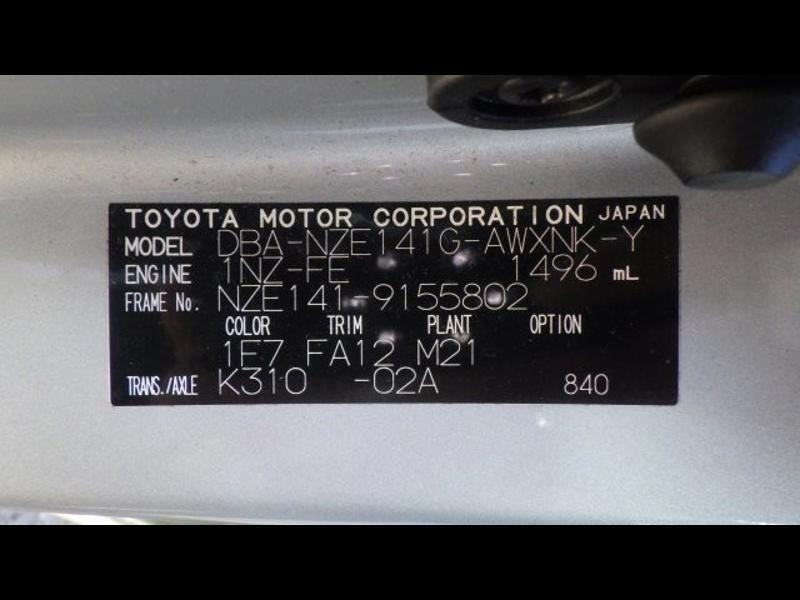 TOYOTA MOTOR CORPORATION JAPAN
MODEL DBA-NZE141G-AWXNK-Y
ENGINE 1NZ-FE 1496 mL
FRAME No. NZE141-9155802
COLOR TRIM PLANT OPTION
1E7 FA12 M21
TRANS./AXLE K310 -02A 840